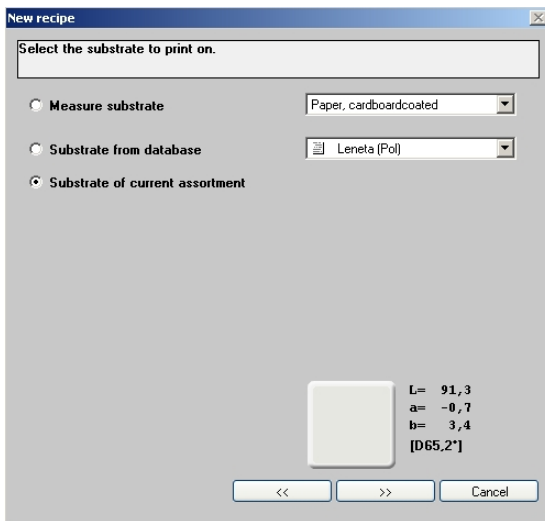 New recipe
Select the substrate to print on.
Measure substrate
Paper, cardboardcoated
Substrate from database
Leneta (Pol)
Substrate of current assortment
L= 91,3
a= -0,7
b= 3,4
[D65,2°]
<<
>>
Cancel